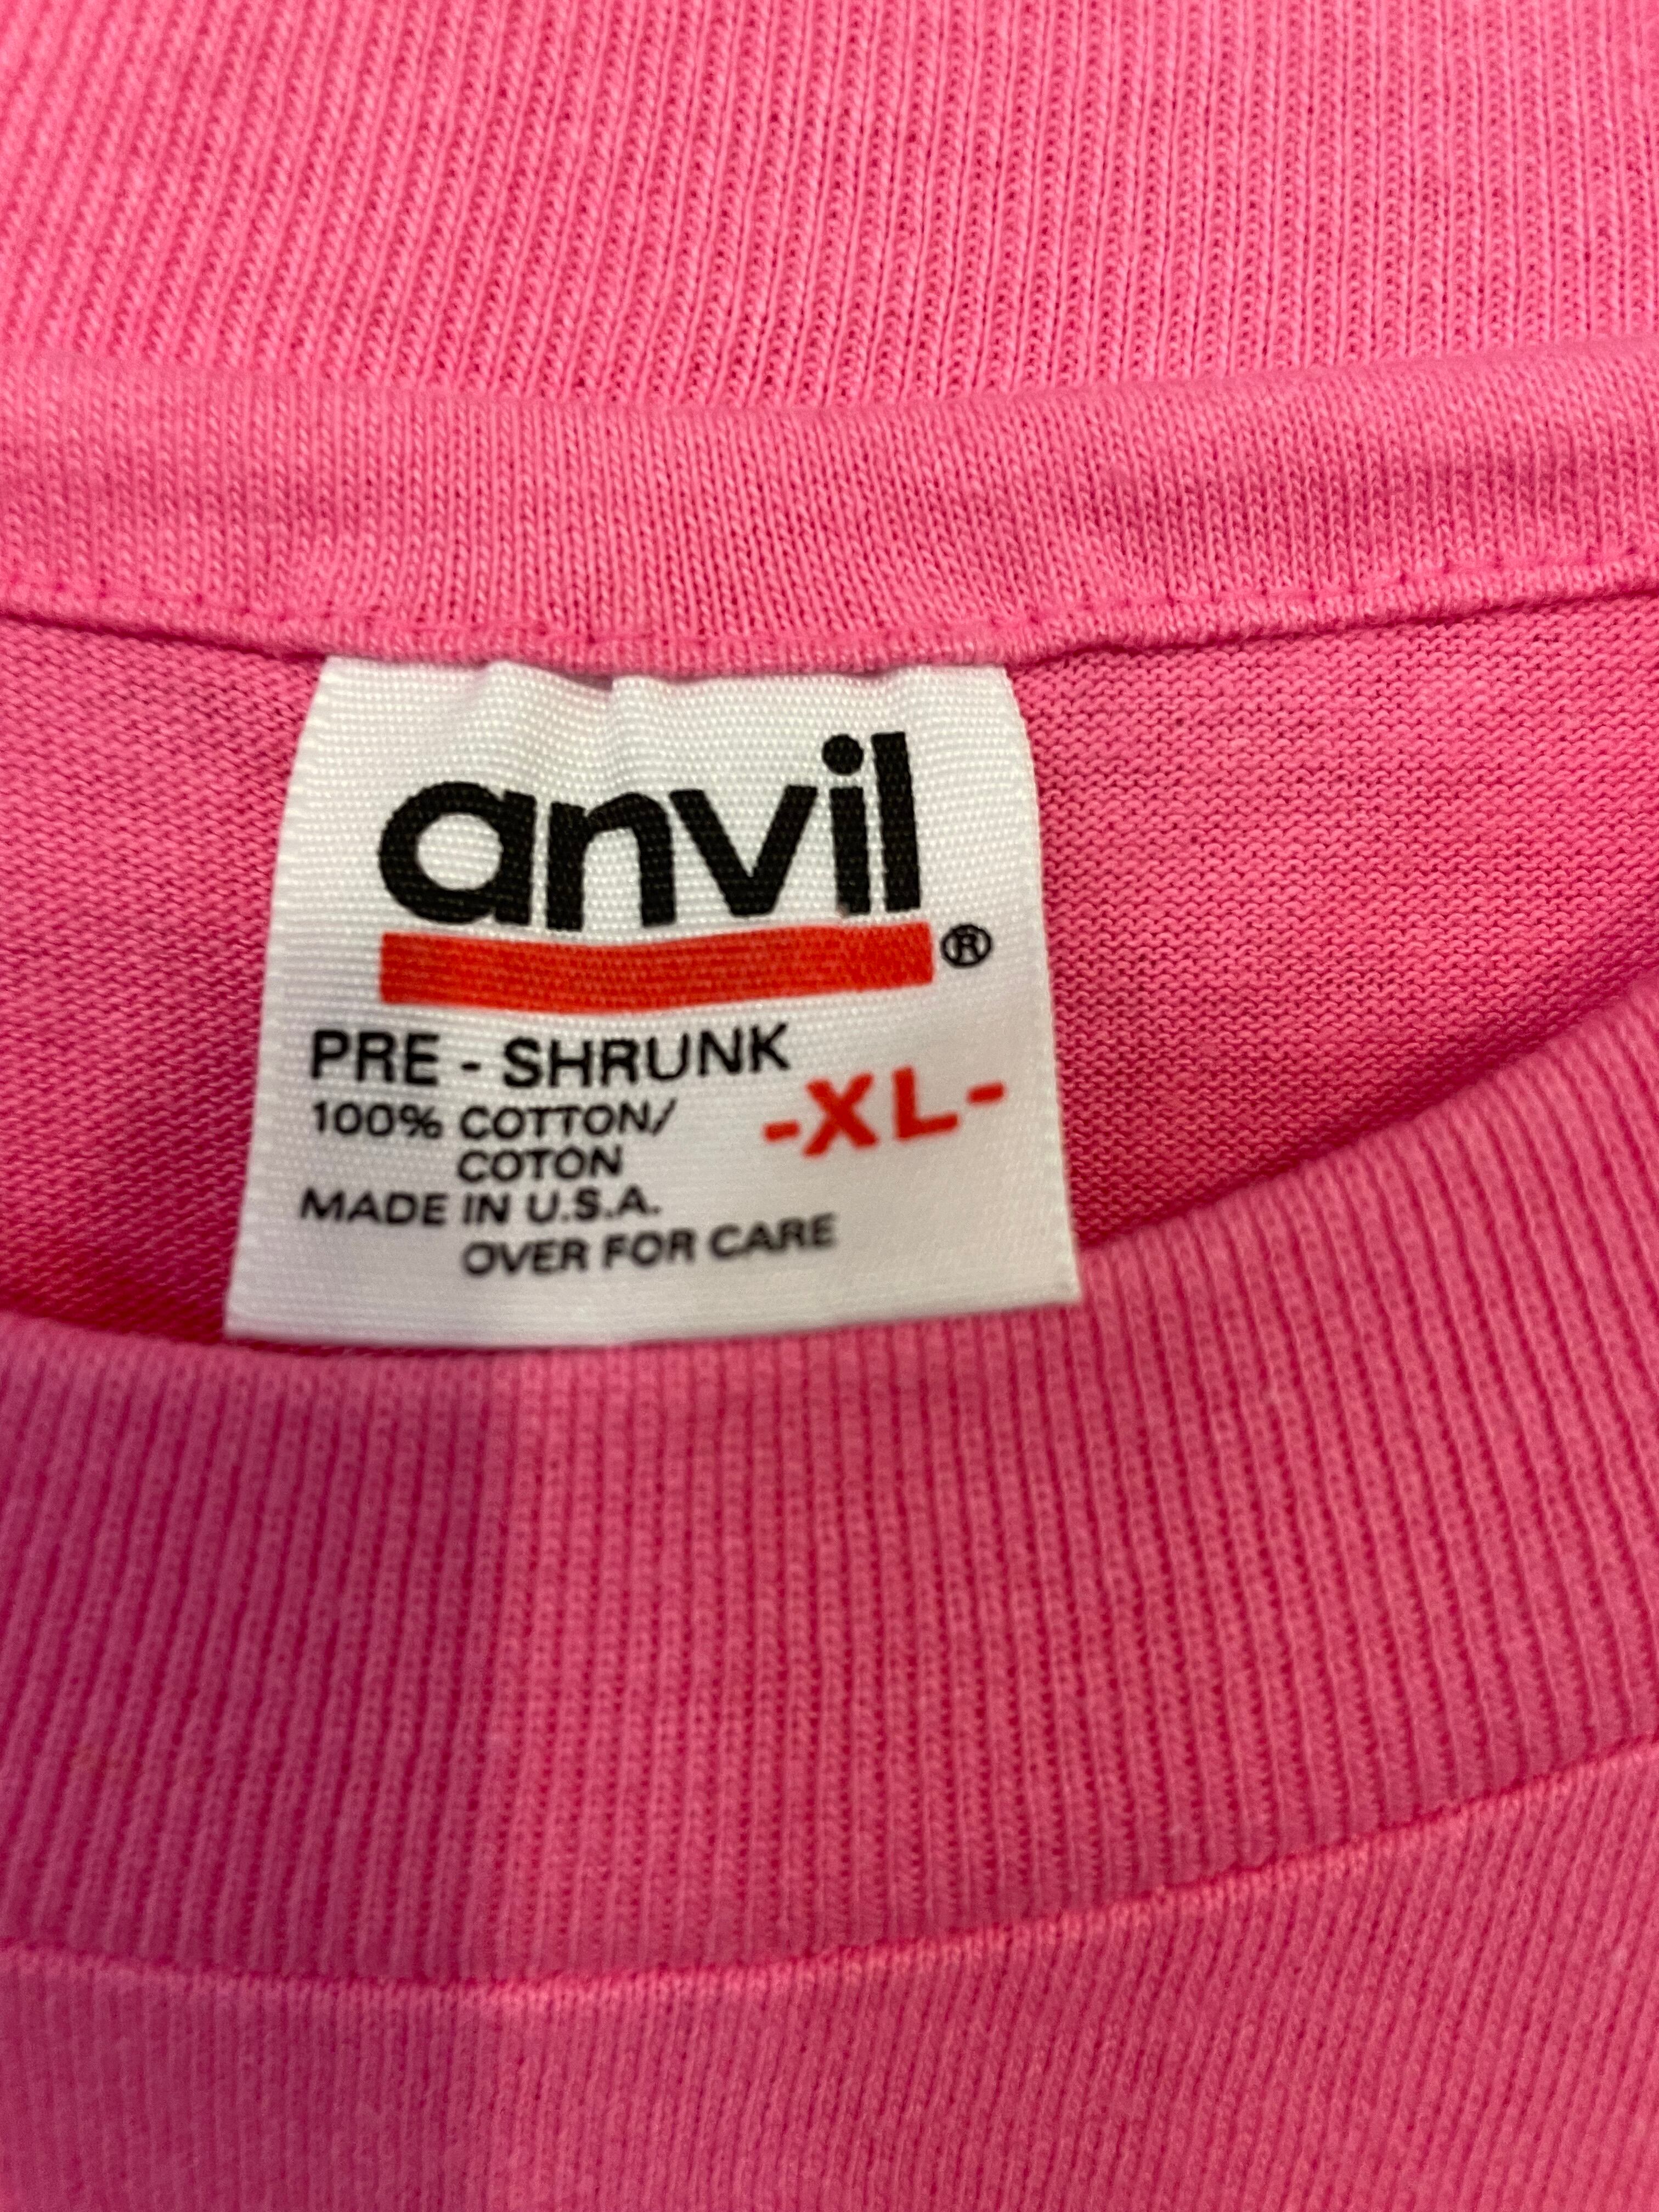 anvil
®
PRE - SHRUNK
100% COTTON/ -XL-
COTON
MADE IN U.S.A.
OVER FOR CARE